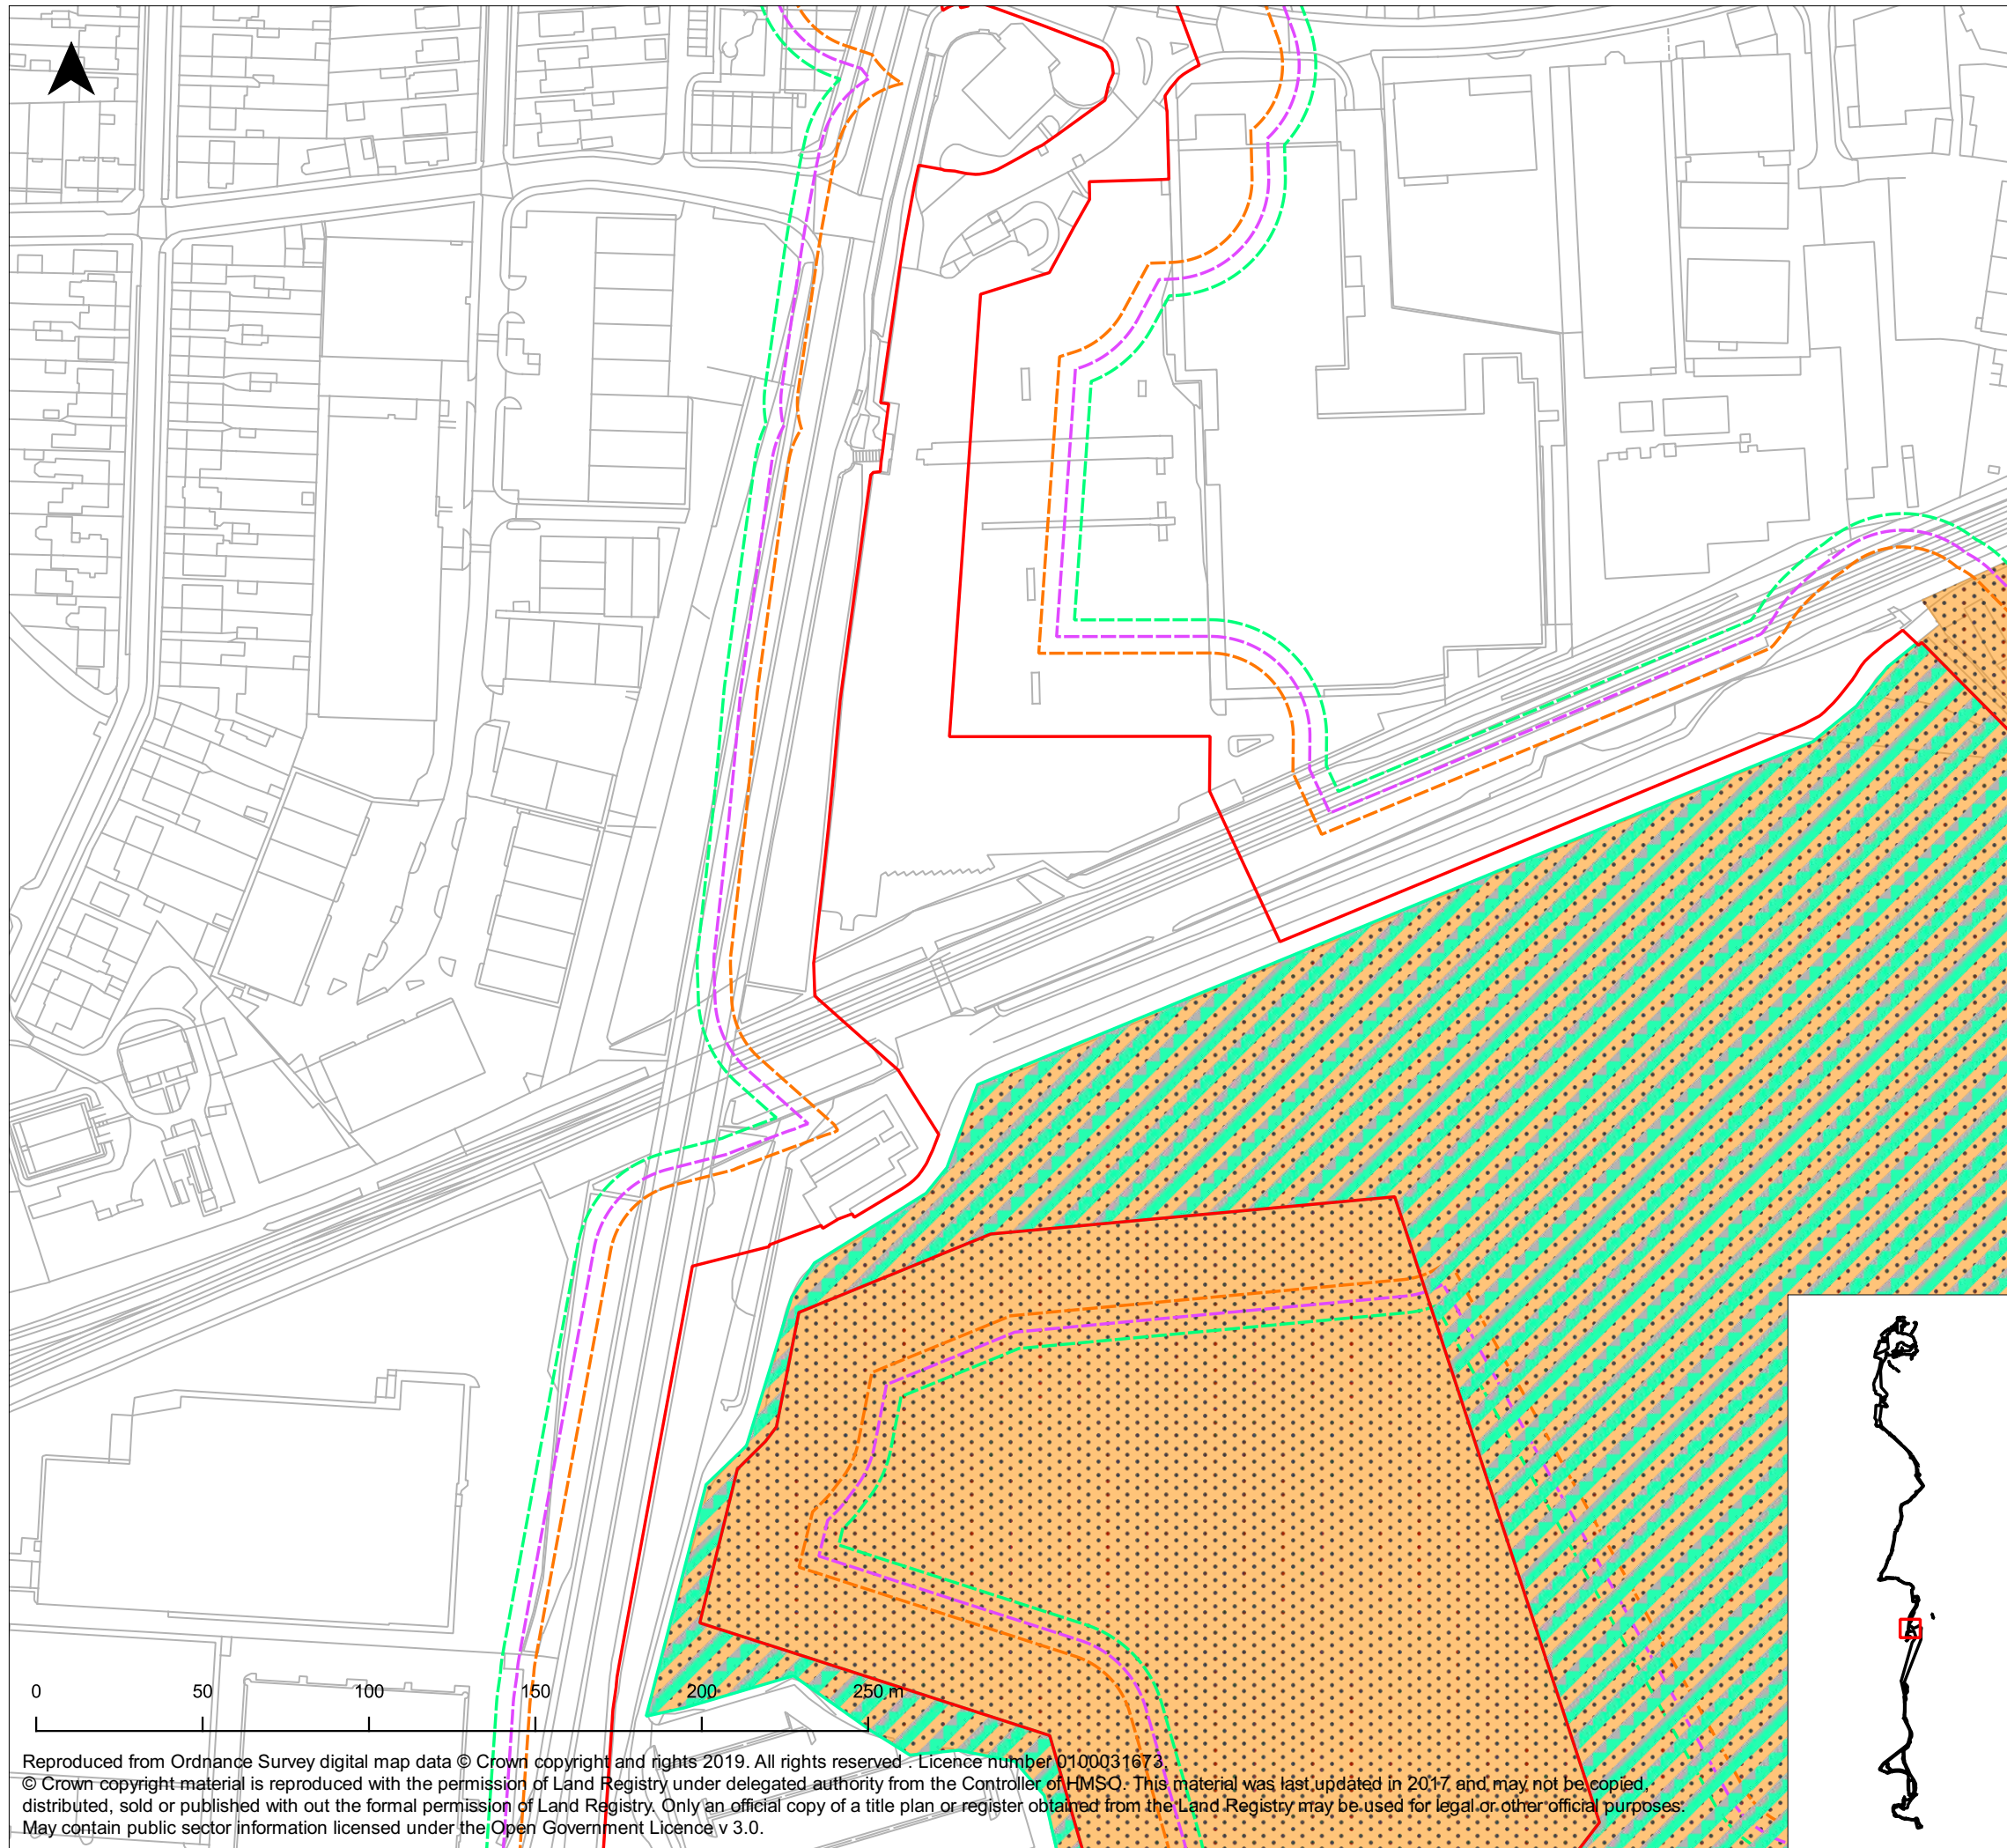 0 50 100 150 200 250 m
Reproduced from Ordnance Survey digital map data © Crown copyright and rights 2019. All rights reserved . Licence number 0100031673.
© Crown copyright material is reproduced with the permission of Land Registry under delegated authority from the Controller of HMSO. This material was last updated in 2017 and may not be copied,
distributed, sold or published with out the formal permission of Land Registry. Only an official copy of a title plan or register obtained from the Land Registry may be used for legal or other official purposes.
May contain public sector information licensed under the Open Government Licence v 3.0.